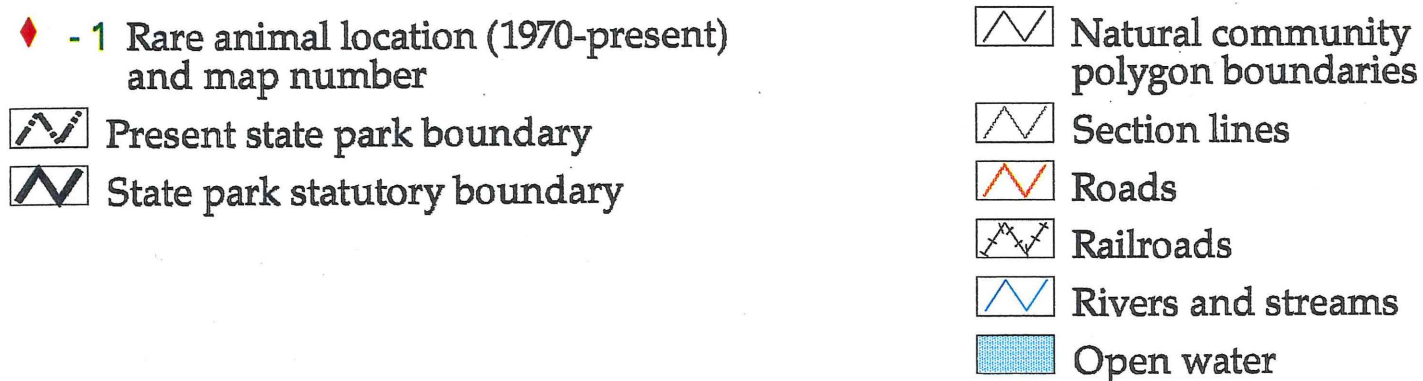 - 1 Rare animal location (1970-present)
and map number
Present state park boundary
State park statutory boundary
Natural community
polygon boundaries
Section lines
Roads
Railroads
Rivers and streams
Open water